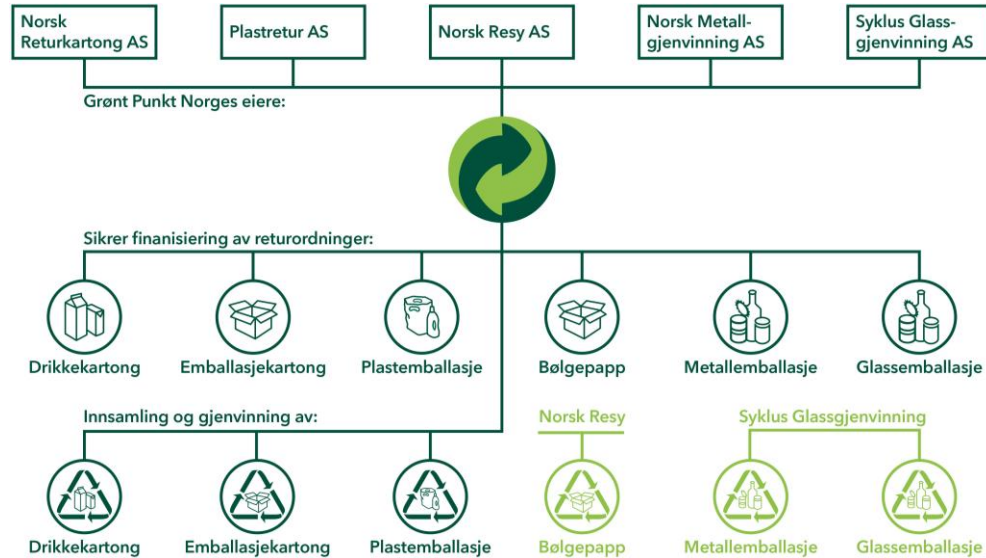 Norsk
Returkartong AS
Plastretur AS
Norsk Resy AS
Norsk Metall-
gjenvinning AS
Syklus Glass-
gjenvinning AS
Grønt Punkt Norges eiere:
Sikrer finanisiering av returordninger:
Drikkekartong
Emballasjekartong
Plastemballasje
Bølgepapp
Metallemballasje
Glassemballasje
Innsamling og gjenvinning av:
Norsk Resy
Syklus Glassgjenvinning
Drikkekartong
Emballasjekartong
Plastemballasje
Bølgepapp
Metallemballasje
Glassemballasje